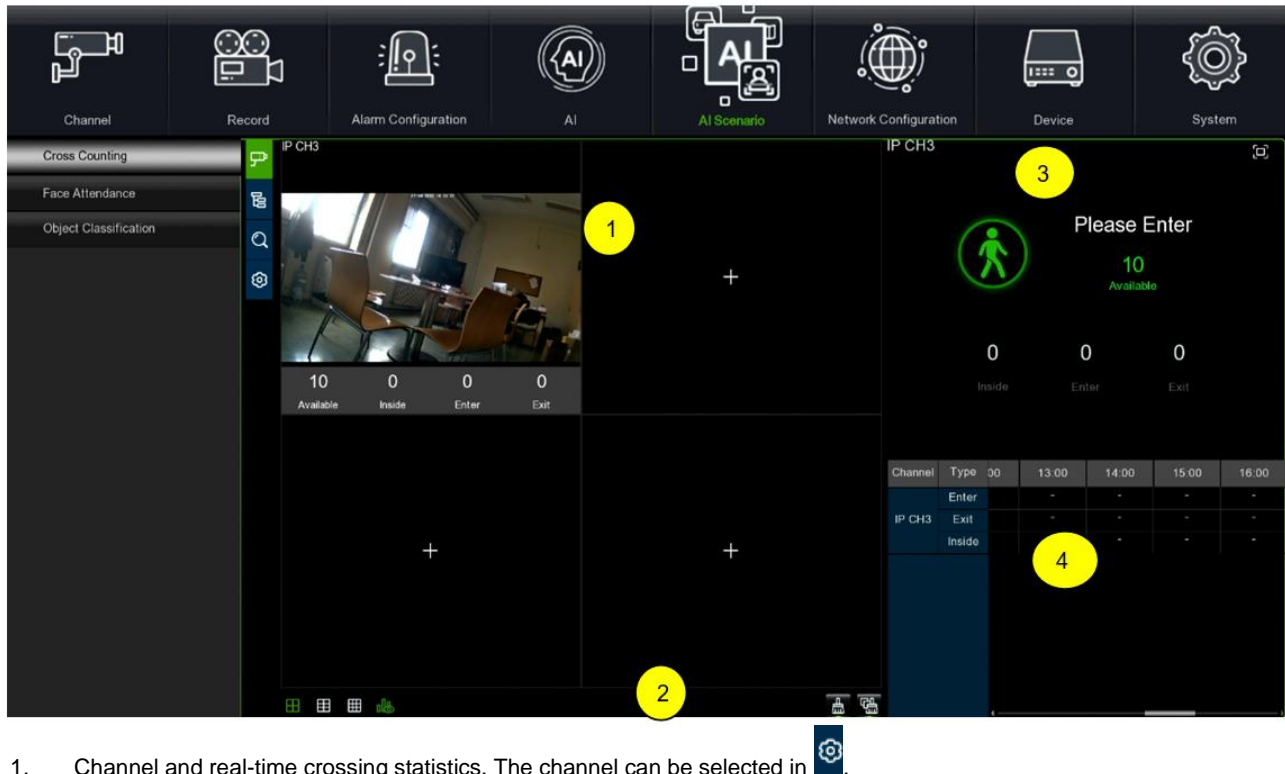 Channel
Record
Alarm Configuration
AI
AI
AI
AI Scenario
Network Configuration
Device
System
Cross Counting
Face Attendance
Object Classification
IP CH3
1
10 0 0 0
Available Inside Enter Exit
2
IP CH3
3
Please Enter
10
Available
0 0 0
Inside Enter Exit
Channel Type 00 13:00 14:00 15:00 16:00
Enter - - - -
IP CH3 Exit - - - -
Inside - - -
4
1. Channel and real-time crossing statistics. The channel can be selected in .